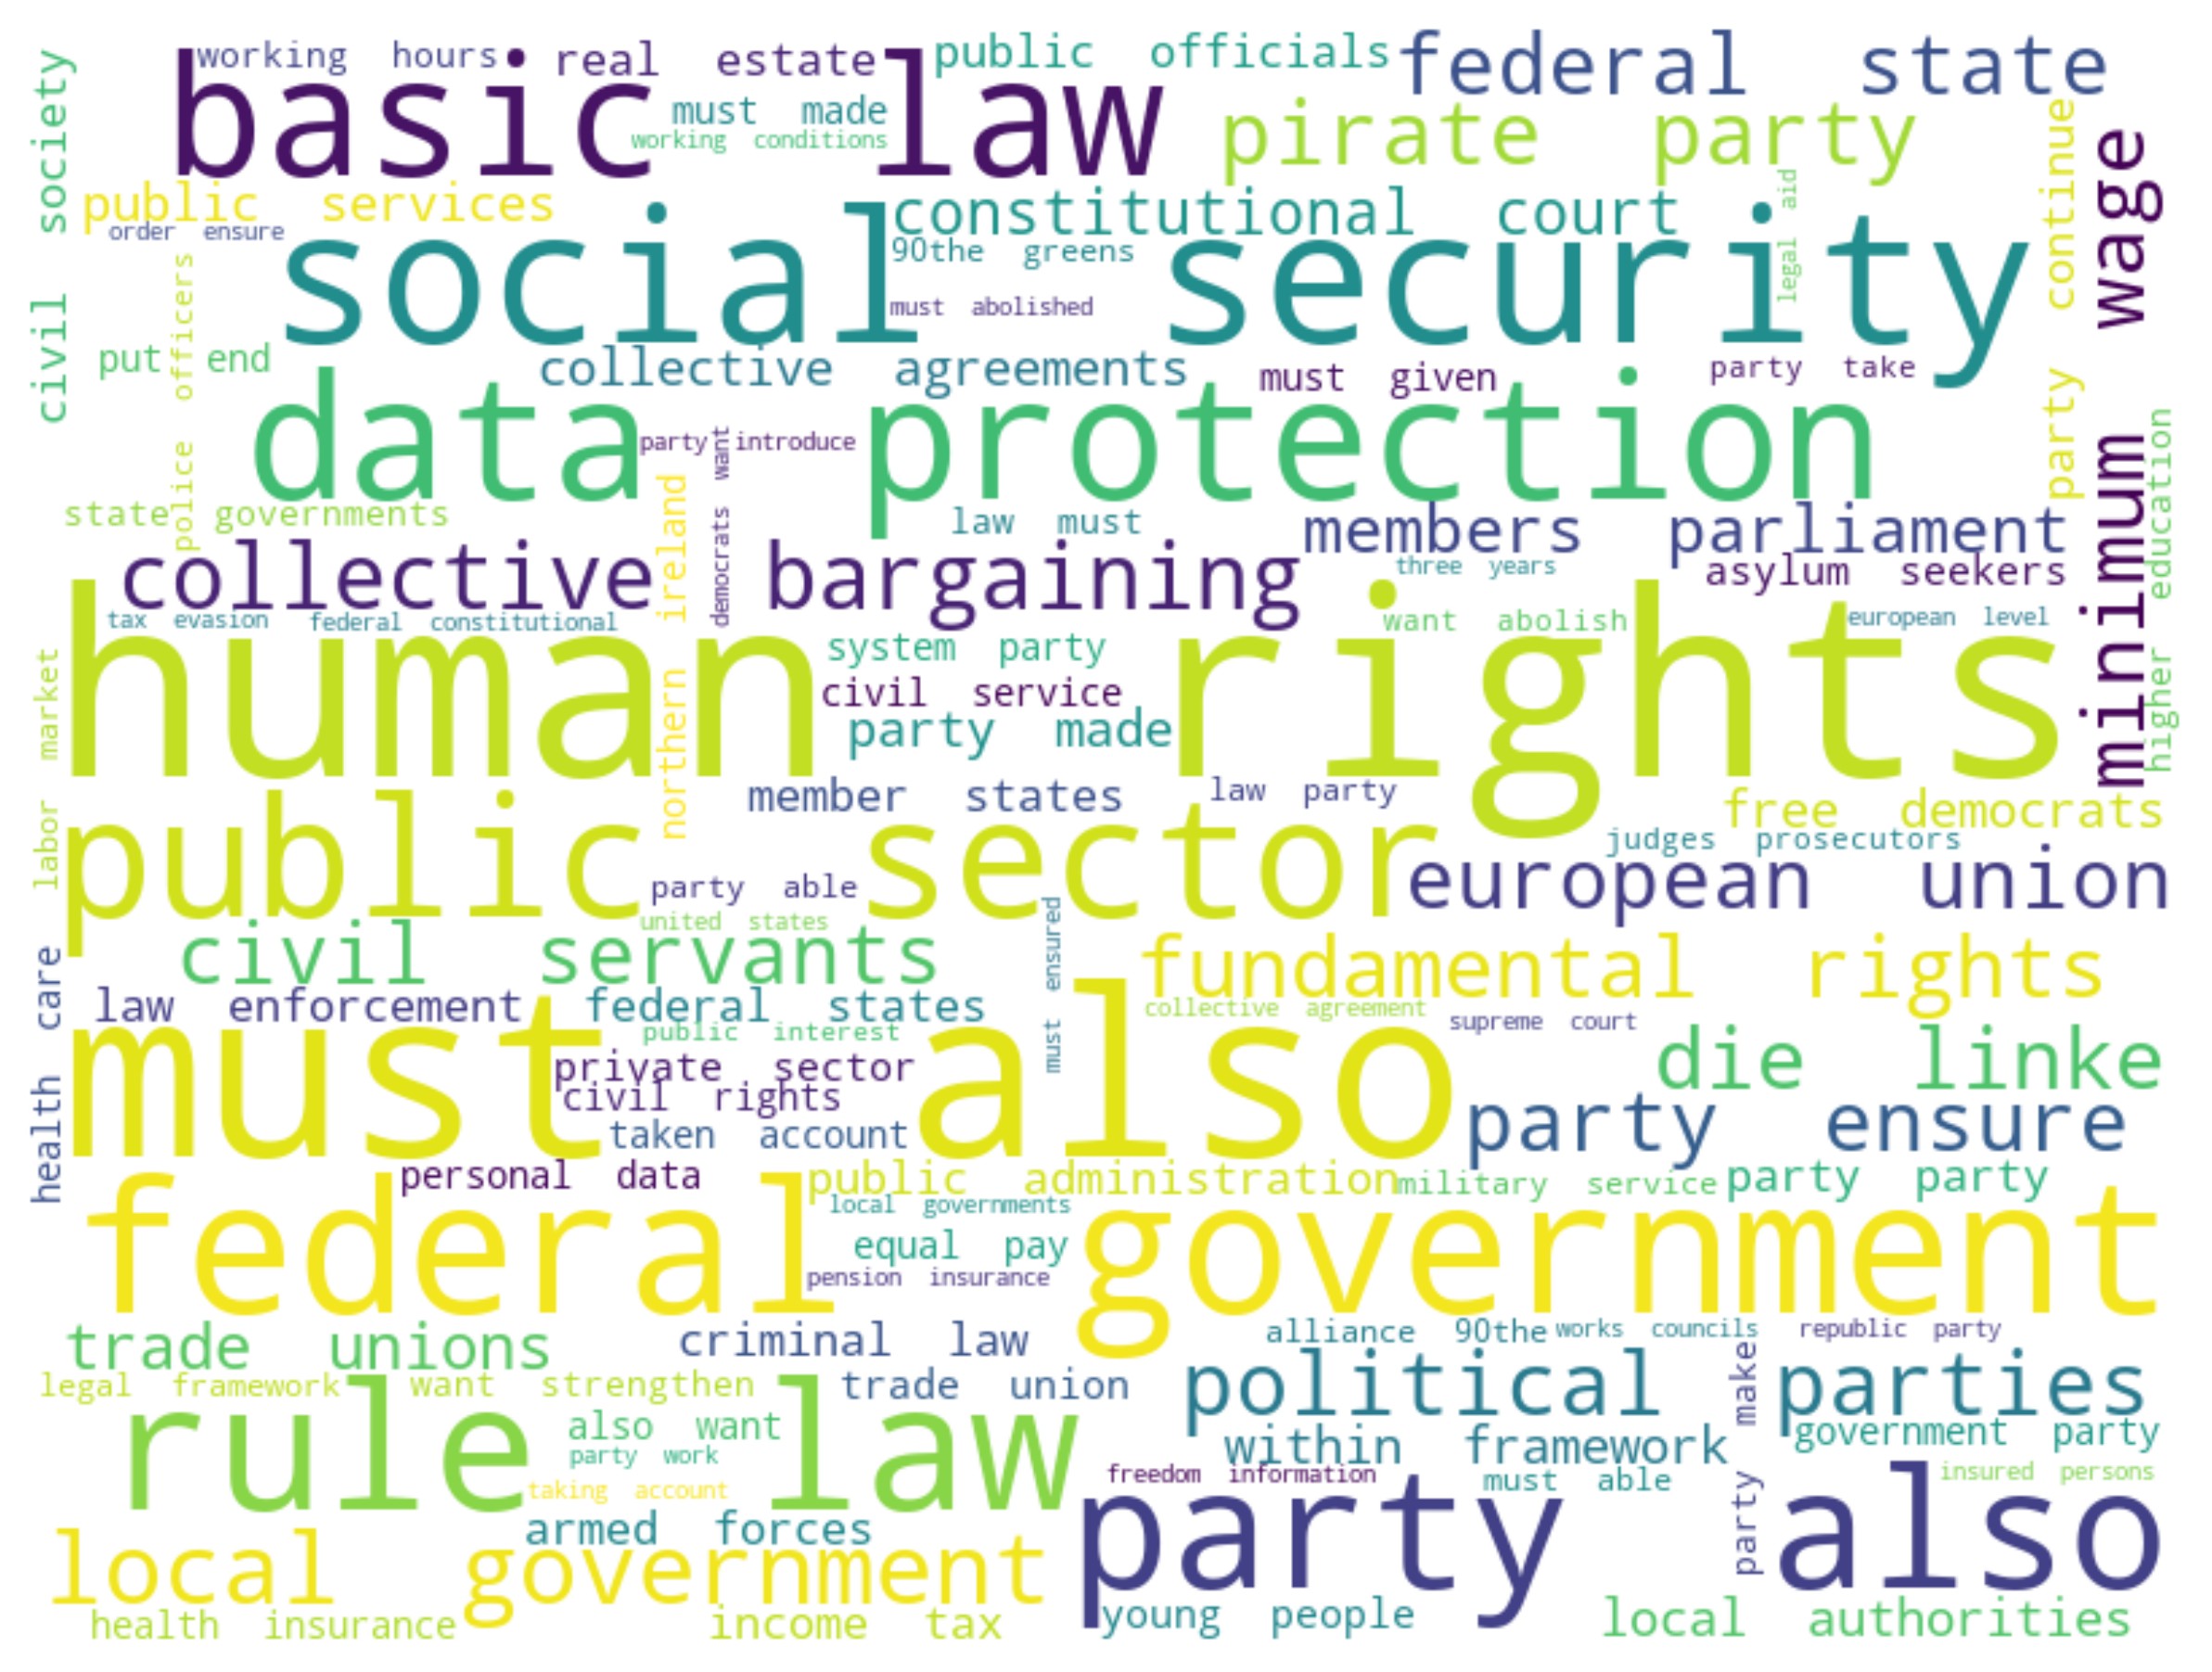 working hours
real estate
public officials
federal state
basic law
must made
working conditions
pirate party
civil society
party continue
minimum wage
public services
order ensure
constitutional court
legal aid
social security
90the greens
must abolished
police officers
put end
collective agreements
must given
party take
data protection
party introduce
democrats want
northern ireland
higher education
state governments
law must
members parliament
collective bargaining
three years
asylum seekers
tax evasion
federal constitutional
want abolish
european level
human rights
system party
civil service
party made
labor market
member states
law party
free democrats
public sector
judges prosecutors
party able
european union
united states
must ensured
civil servants
fundamental rights
health care
law enforcement
federal states
collective agreement
supreme court
public interest
must also
private sector
civil rights
taken account
die linke
party ensure
personal data
public administration
military service
party party
federal government
local governments
equal pay
pension insurance
trade unions
criminal law
alliance 90the
works councils
republic party
party make
legal framework
want strengthen
trade union
political parties
rule law
also want
party work
within framework
government party
taking account
freedom information
must able
insured persons
armed forces
party also
local government
health insurance
income tax
young people
local authorities